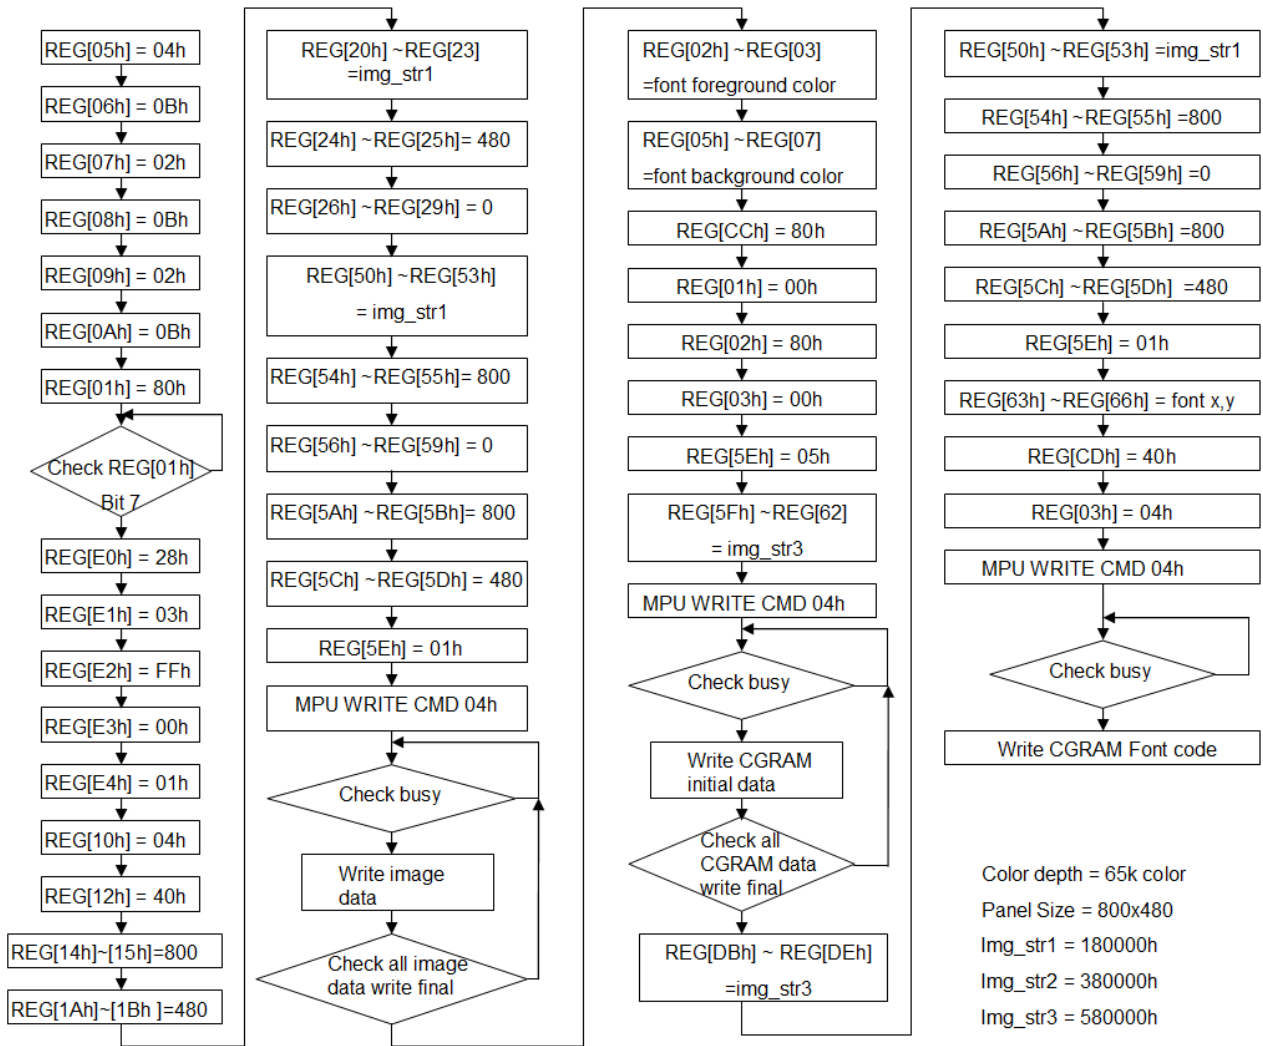 REG[05h] = 04h
REG[06h] = 0Bh
REG[07h] = 02h
REG[08h] = 0Bh
REG[09h] = 02h
REG[0Ah] = 0Bh
REG[01h] = 80h
Check REG[01h]
Bit 7
REG[E0h] = 28h
REG[E1h] = 03h
REG[E2h] = FFh
REG[E3h] = 00h
REG[E4h] = 01h
REG[10h] = 04h
REG[12h] = 40h
REG[14h]~[15h]=800
REG[1Ah]~[1Bh ]=480
REG[20h] ~REG[23]
=img_str1
REG[24h] ~REG[25h]= 480
REG[26h] ~REG[29h] = 0
REG[50h] ~REG[53h]
= img_str1
REG[54h] ~REG[55h]= 800
REG[56h] ~REG[59h] = 0
REG[5Ah] ~REG[5Bh]= 800
REG[5Ch] ~REG[5Dh] = 480
REG[5Eh] = 01h
MPU WRITE CMD 04h
Check busy
Write image
data
Check all image
data write final
REG[02h] ~REG[03]
=font foreground color
REG[05h] ~REG[07]
=font background color
REG[CCh] = 80h
REG[01h] = 00h
REG[02h] = 80h
REG[03h] = 00h
REG[5Eh] = 05h
REG[5Fh] ~REG[62]
= img_str3
MPU WRITE CMD 04h
Check busy
Write CGRAM
initial data
Check all
CGRAM data
write final
REG[DBh] ~ REG[DEh]
=img_str3
REG[50h] ~REG[53h] =img_str1
REG[54h] ~REG[55h] =800
REG[56h] ~REG[59h] =0
REG[5Ah] ~REG[5Bh] =800
REG[5Ch] ~REG[5Dh] =480
REG[5Eh] = 01h
REG[63h] ~REG[66h] = font x,y
REG[CDh] = 40h
REG[03h] = 04h
MPU WRITE CMD 04h
Check busy
Write CGRAM Font code
Color depth = 65k color
Panel Size = 800x480
Img_str1 = 180000h
Img_str2 = 380000h
Img_str3 = 580000h